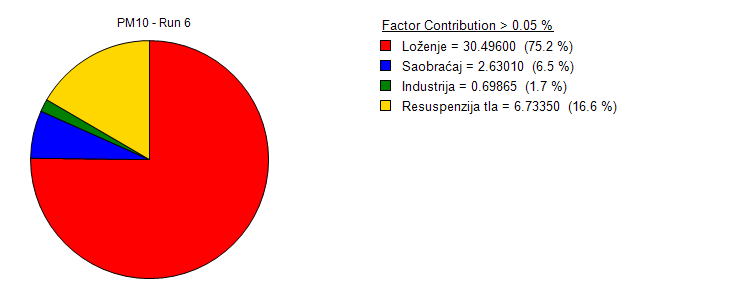 PM10 - Run 6
Factor Contribution > 0.05 %
Loženje = 30.49600 (75.2 %)
Saobraćaj = 2.63010 (6.5 %)
Industrija = 0.69865 (1.7 %)
Resuspenzija tla = 6.73350 (16.6 %)